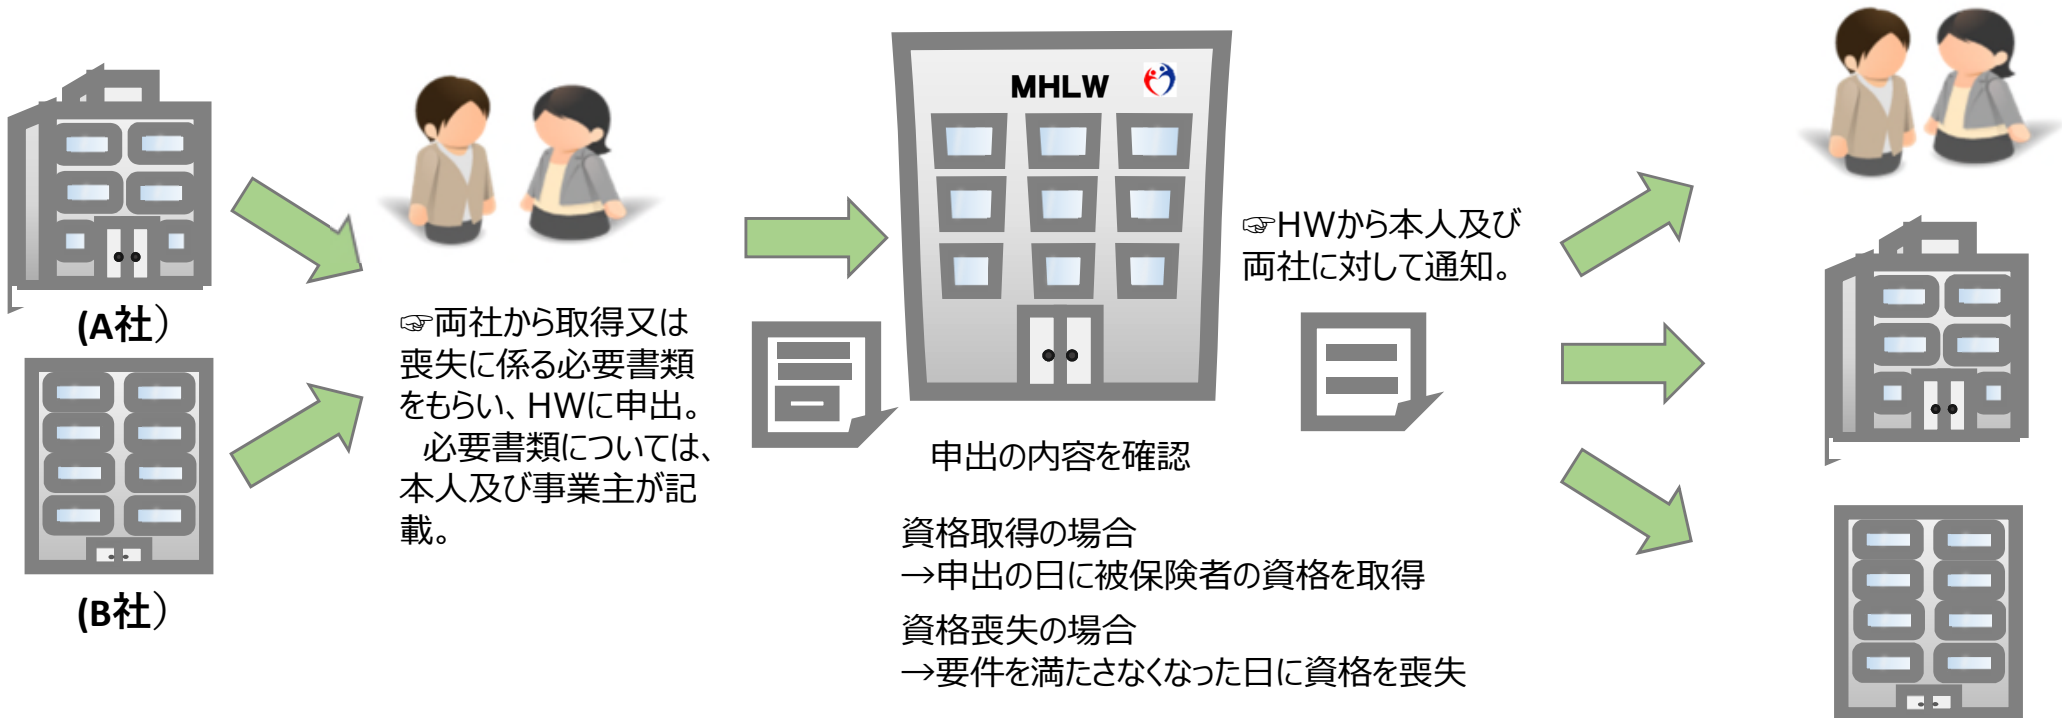 (A社）
(B社）
☞両社から取得又は
喪失に係る必要書類
をもらい、HWに申出。
必要書類については、
本人及び事業主が記
載。
MHLW
申出の内容を確認
資格取得の場合
→申出の日に被保険者の資格を取得
資格喪失の場合
→要件を満たさなくなった日に資格を喪失
☞HWから本人及び
両社に対して通知。